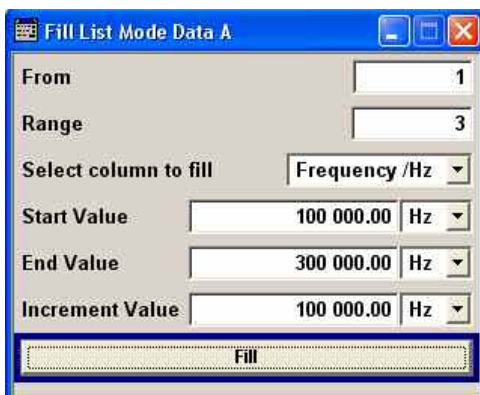 Fill List Mode Data A
From 1
Range 3
Select column to fill Frequency /Hz
Start Value 100 000.00 Hz
End Value 300 000.00 Hz
Increment Value 100 000.00 Hz
Fill